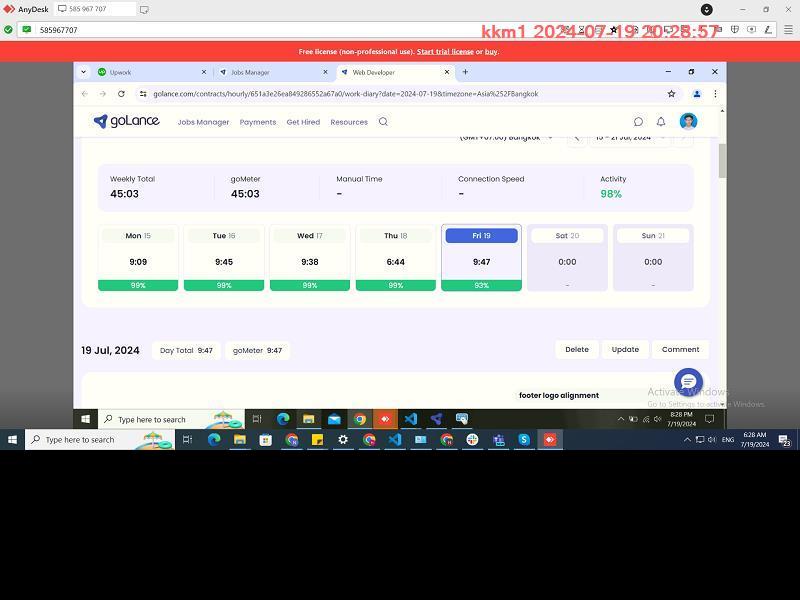 AnyDesk
585 967 707
585967707
kkm1 2024-07-19 20:28:57
Free license (non-professional use). Start trial license or buy.
Upwork
Jobs Manager
Web Developer
golance.com/contracts/hourly/651a3e26ea849286552a67a0/work-diary?date=2024-07-19&timezone=Asia%252FBangkok
goLance
Jobs Manager
Payments
Get Hired
Resources
(GMT+07:00) Bangkok
15 - 21 Jul, 2024
Weekly Total
goMeter
Manual Time
Connection Speed
Activity
45:03
45:03
-
-
98%
Mon 15
Tue 16
Wed 17
Thu 18
Fri 19
Sat 20
Sun 21
9:09
9:45
9:38
6:44
9:47
0:00
0:00
99%
99%
99%
99%
93%
-
-
19 Jul, 2024
Day Total 9:47
goMeter 9:47
Delete
Update
Comment
footer logo alignment
Activate Windows
Go to Settings to activate Windows.
Type here to search
8:28 PM
7/19/2024
Type here to search
ENG
6:28 AM
7/19/2024
23